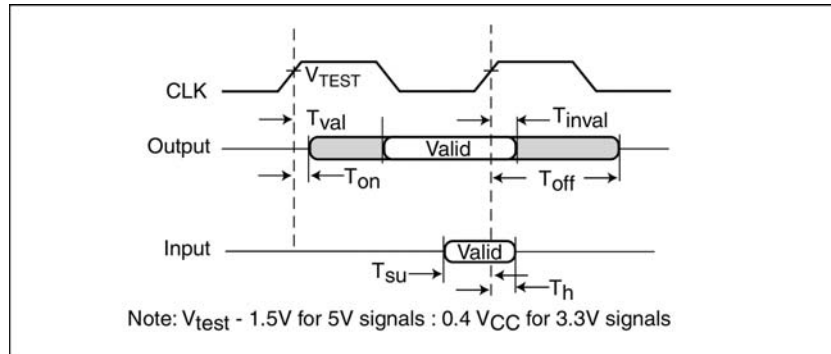 VTEST
CLK
Tval
Tinval
Output
Valid
Ton
Toff
Input
Valid
Tsu
Th
Note: Vtest - 1.5V for 5V signals : 0.4 VCC for 3.3V signals